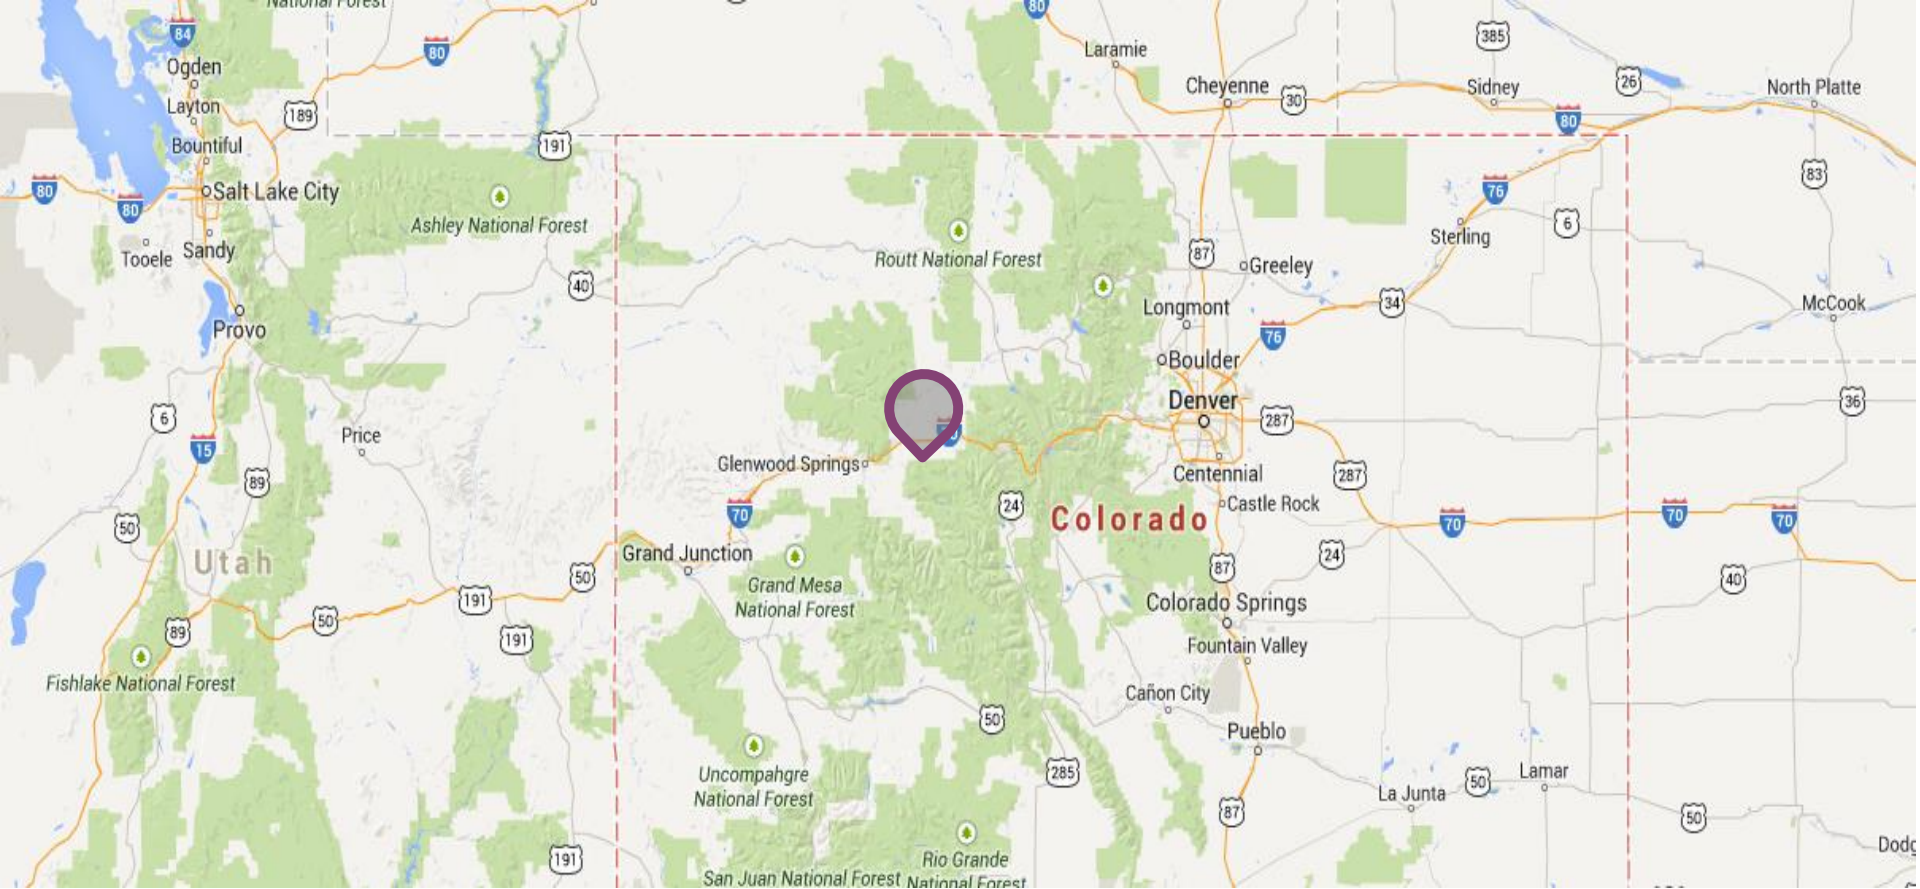 National Forest
80
84
80
385
Laramie
Ogden
Cheyenne
30
Sidney
26
North Platte
Layton
189
80
Bountiful
191
83
80
Salt Lake City
76
80
Ashley National Forest
6
Sterling
Tooele
Sandy
Routt National Forest
87
Greeley
40
34
McCook
Longmont
Provo
76
Boulder
36
Denver
6
287
Price
15
Glenwood Springs
Centennial
287
89
24
Castle Rock
70
Colorado
70
70
70
50
Utah
Grand Junction
24
50
Grand Mesa
National Forest
87
40
191
Colorado Springs
50
89
191
Fountain Valley
Fishlake National Forest
Cañon City
50
Pueblo
Uncompahgre
National Forest
285
Lamar
50
La Junta
87
50
Dodg
191
Rio Grande
National Forest
San Juan National Forest